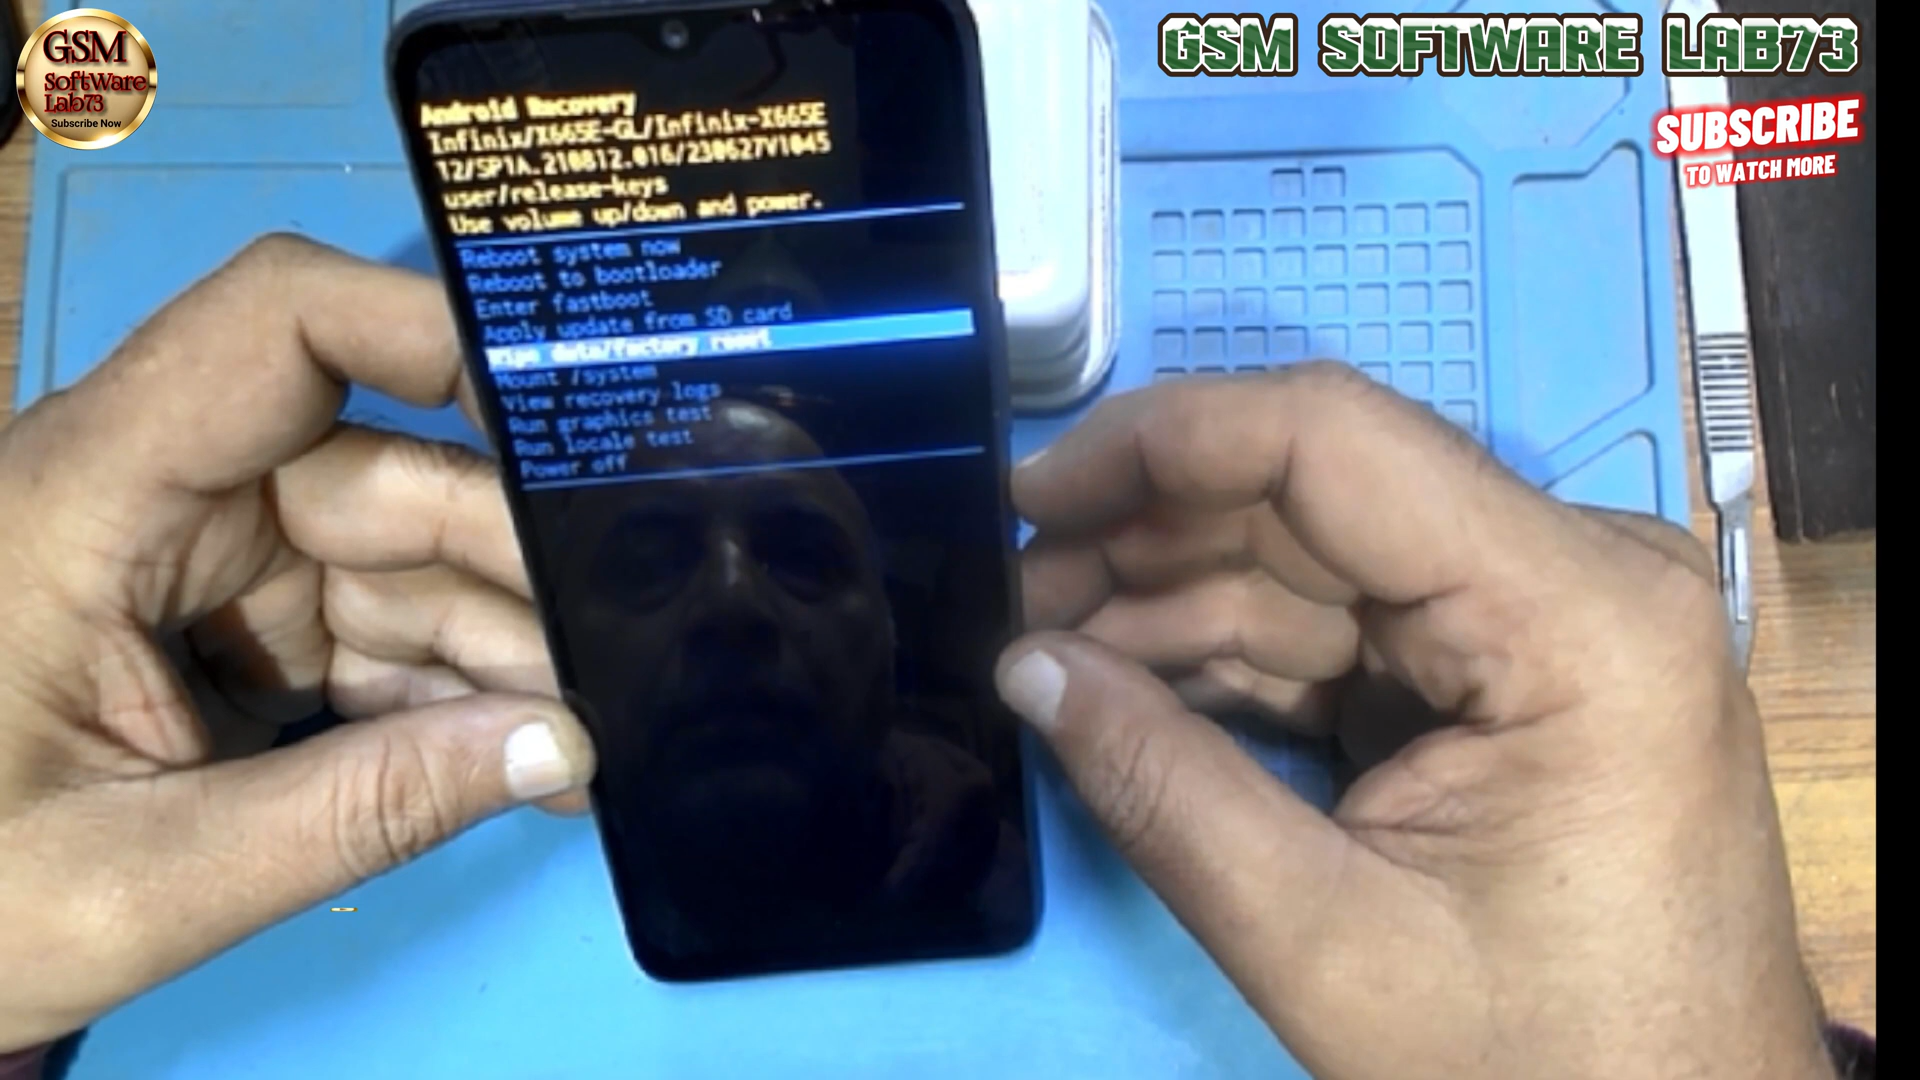 GSM
SoftWare
Lab73
Subscribe Now
GSM SOFTWARE LAB73
SUBSCRIBE
TO WATCH MORE
Android Recovery
Infinix/X665E-GL/Infinix-X665E
12/SP1A.210812.016/230627V1045
user/release-keys
Use volume up/down and power.
Reboot system now
Reboot to bootloader
Enter fastboot
Apply update from SD card
Wipe data/factory reset
Mount /system
View recovery logs
Run graphics test
Run locale test
Power off